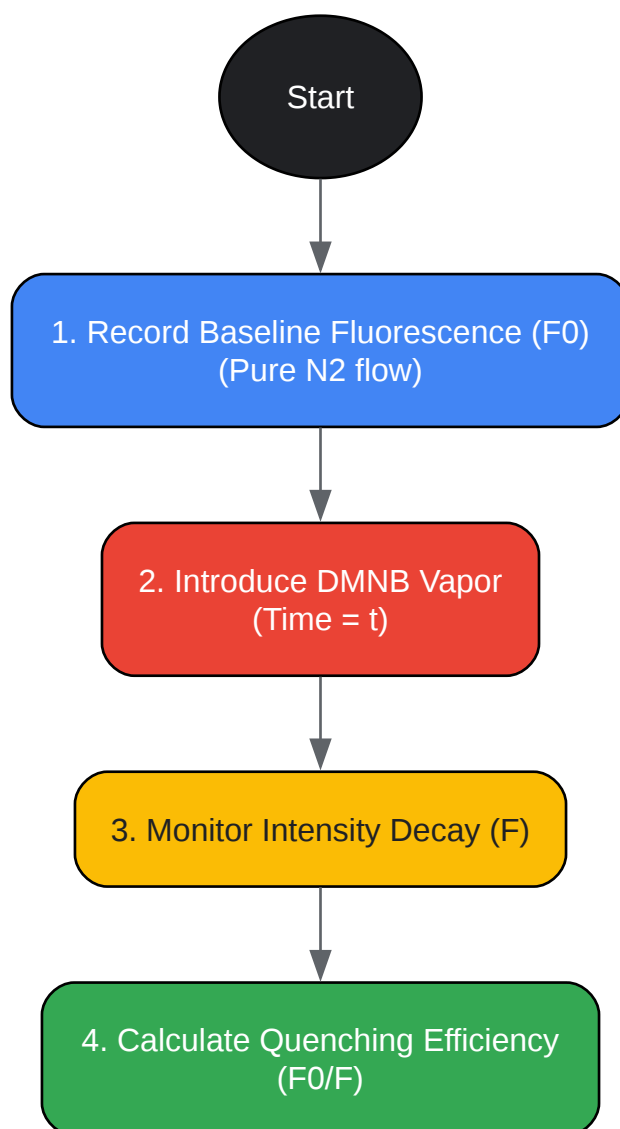 Start
1. Record Baseline Fluorescence (F0)
(Pure N2 flow)
2. Introduce DMNB Vapor
(Time = t)
3. Monitor Intensity Decay (F)
4. Calculate Quenching Efficiency
(F0/F)